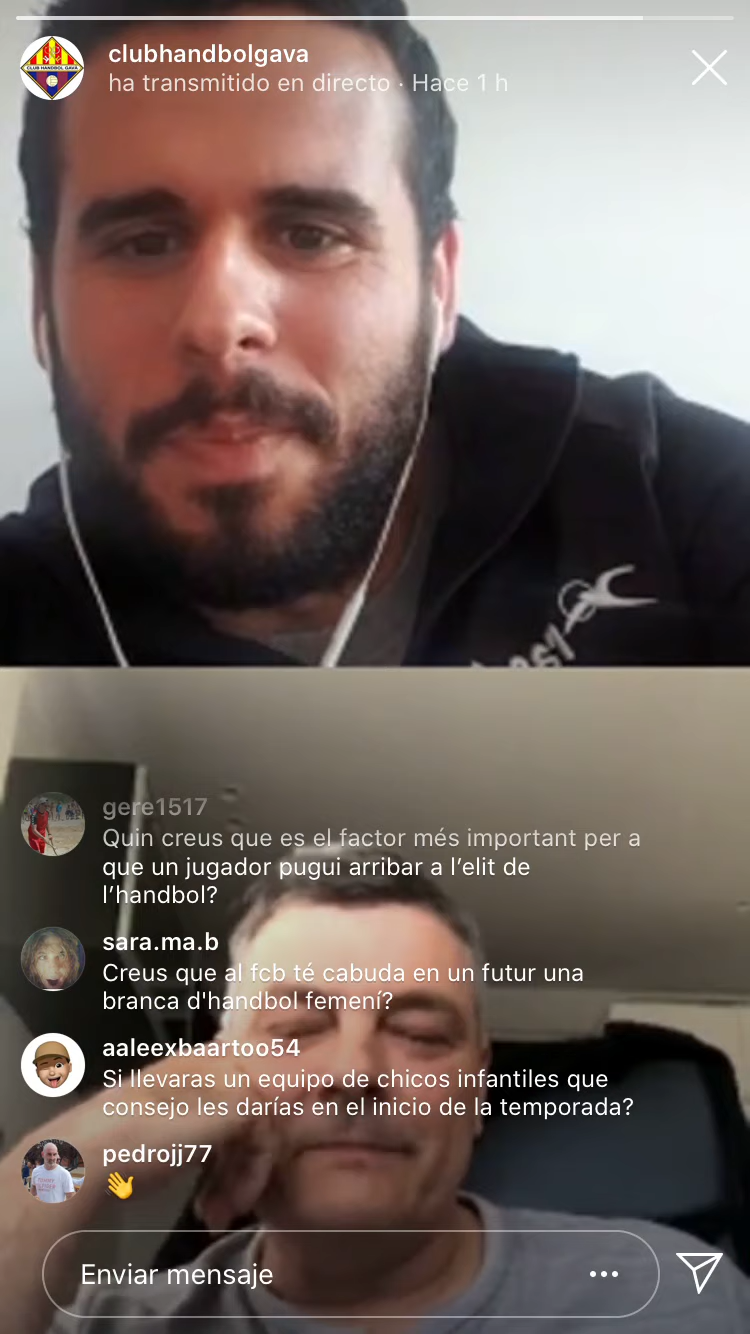 clubhandbolgava
ha transmitido en directo · Hace 1 h
CLUB HANDBOL GAVÀ
gere1517
Quin creus que es el factor més important per a
que un jugador pugui arribar a l’elit de
l’handbol?
sara.ma.b
Creus que al fcb té cabuda en un futur una
branca d'handbol femení?
aaleexbaartoo54
Si llevaras un equipo de chicos infantiles que
consejo les darías en el inicio de la temporada?
pedrojj77
👋
Enviar mensaje